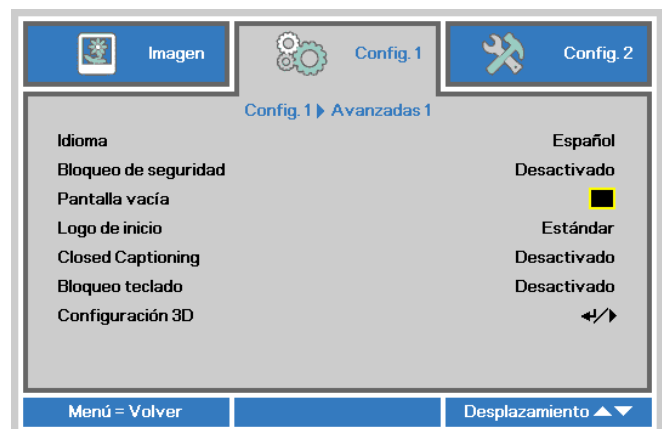 Imagen
Config. 1
Config. 2
Config. 1 ▶ Avanzadas 1
Idioma Español
Bloqueo de seguridad Desactivado
Pantalla vacía
Logo de inicio Estándar
Closed Captioning Desactivado
Bloqueo teclado Desactivado
Configuración 3D ↵/▶
Menú = Volver
Desplazamiento ▲▼